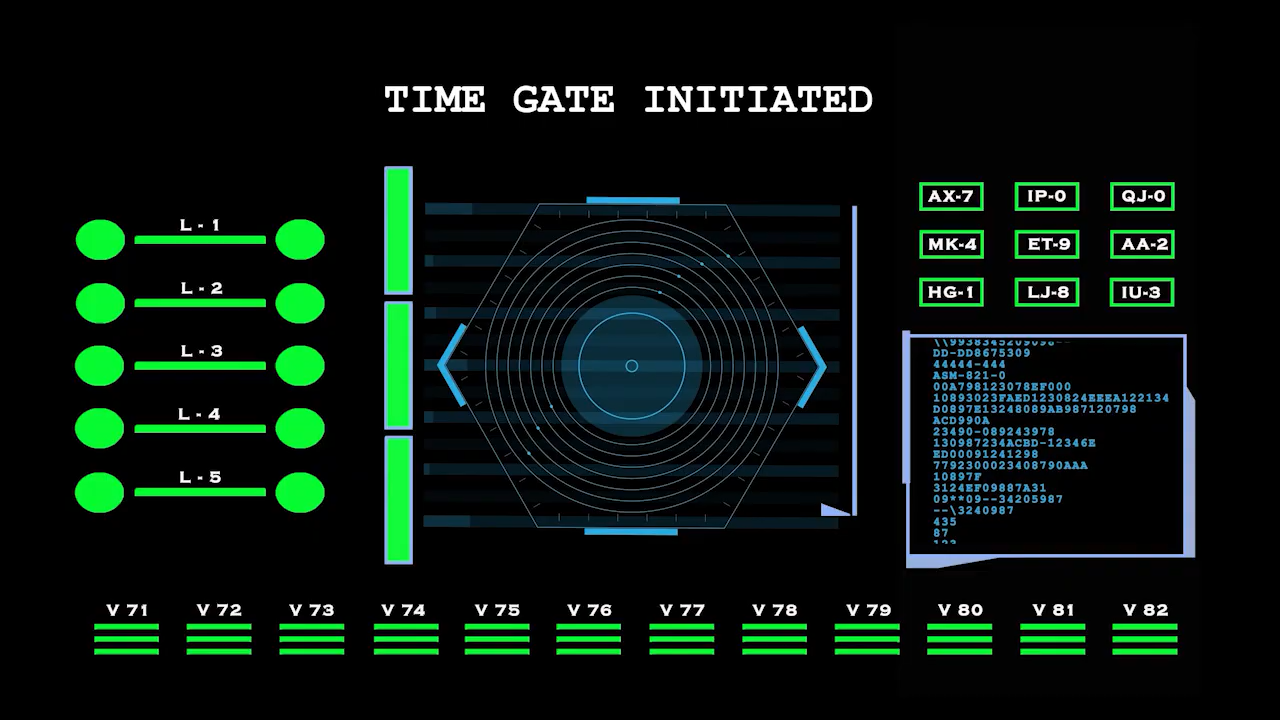 TIME GATE INITIATED
L - 1
L - 2
L - 3
L - 4
L - 5
AX-7 IP-0 QJ-0
MK-4 ET-9 AA-2
HG-1 LJ-8 IU-3
DD-DD8675309
44444-444
ASM-821-0
00A798123078EF000
10893023FAED1230824EEEA122134
D0897E13248089AB987120798
ACD990A
23490-089243978
130987234ACBD-12346E
ED00091241298
7792300023408790AAA
10897F
3124EF09887A31
09**09--34205987
--\3240987
435
87
V 71 V 72 V 73 V 74 V 75 V 76 V 77 V 78 V 79 V 80 V 81 V 82